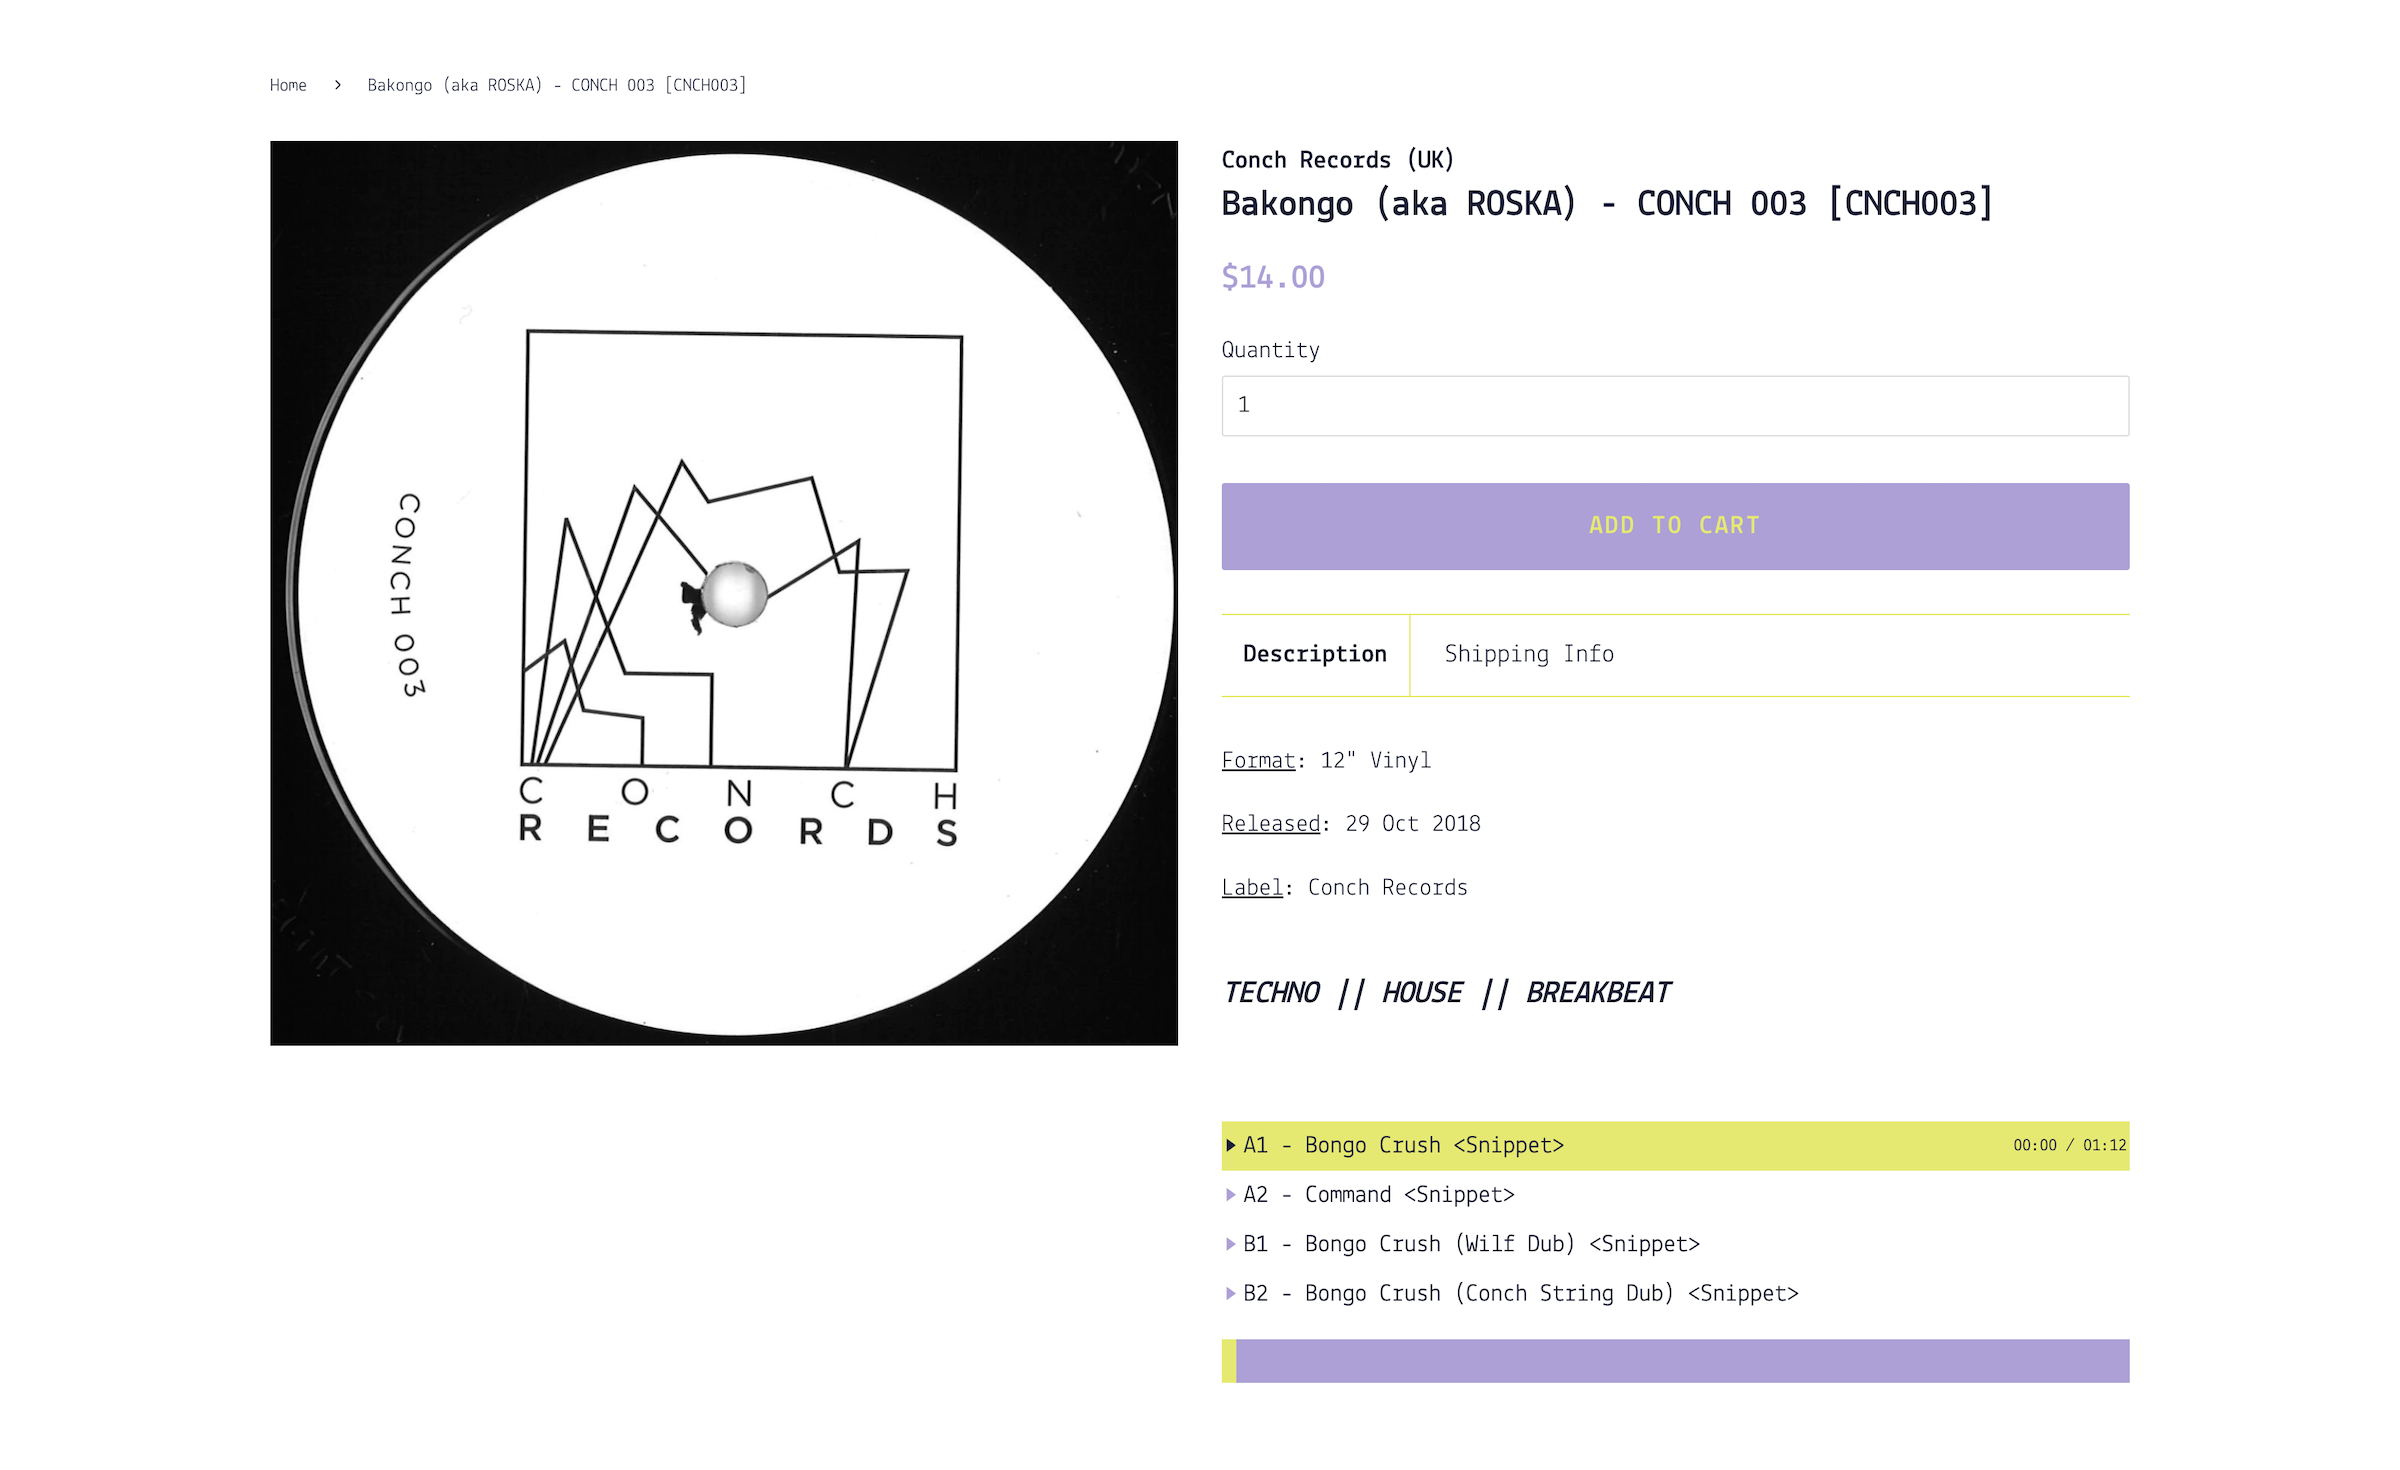 Home > Bakongo (aka ROSKA) - CONCH 003 [CNCH003]
CONCH 003
C O N C H
R E C O R D S
Conch Records (UK)
Bakongo (aka ROSKA) - CONCH 003 [CNCH003]
$14.00
Quantity
1
ADD TO CART
Description
Shipping Info
Format: 12" Vinyl
Released: 29 Oct 2018
Label: Conch Records
TECHNO // HOUSE // BREAKBEAT
A1 - Bongo Crush <Snippet> 00:00 / 01:12
A2 - Command <Snippet>
B1 - Bongo Crush (Wilf Dub) <Snippet>
B2 - Bongo Crush (Conch String Dub) <Snippet>